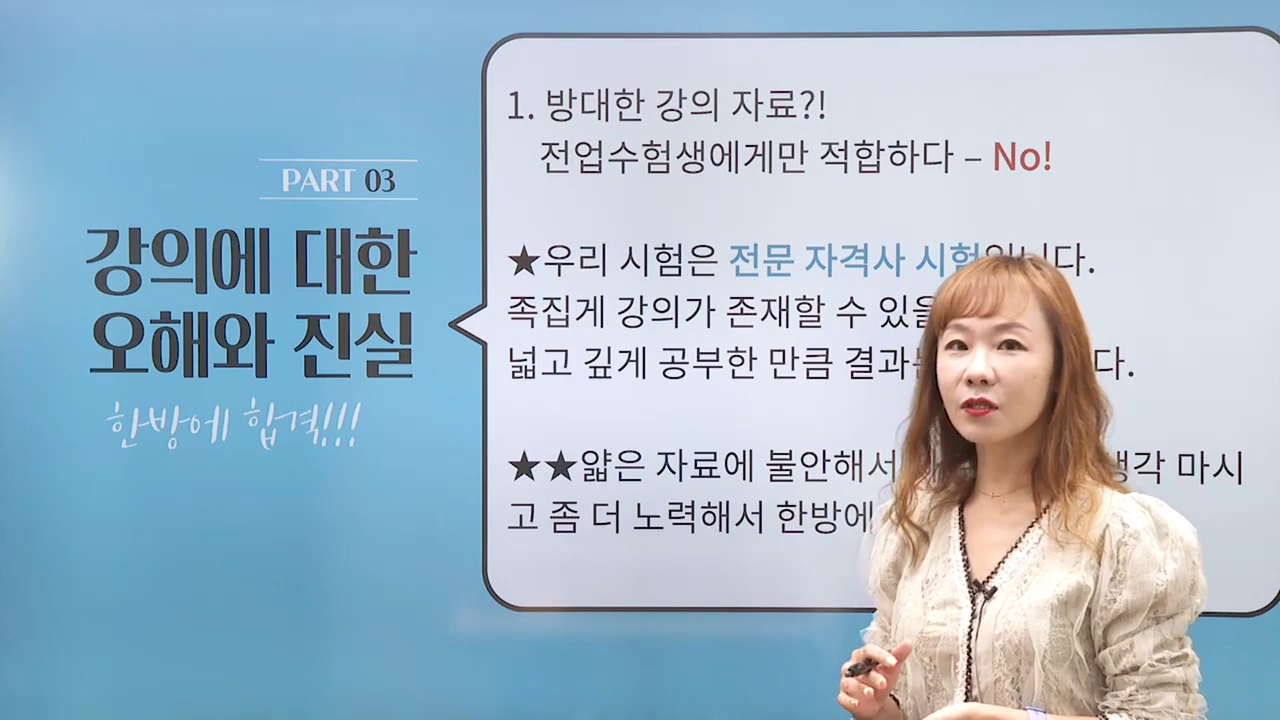 PART 03
강의에 대한
오해와 진실
한방에 합격!!!
1. 방대한 강의 자료?!
전업수험생에게만 적합하다 – No!
★우리 시험은 전문 자격사 시험입니다.
족집게 강의가 존재할 수 있을
넓고 깊게 공부한 만큼 결과 다.
★★얇은 자료에 불안해서 생각 마시
고 좀 더 노력해서 한방에